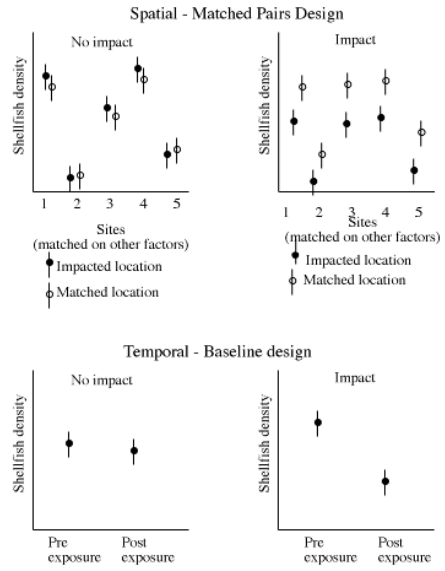 Spatial - Matched Pairs Design
No impact
Shellfish density
1 2 3 4 5
Sites
(matched on other factors)
Impacted location
Matched location
Impact
Shellfish density
1 2 3 4 5
Sites
(matched on other factors)
Impacted location
Matched location
Temporal - Baseline design
No impact
Shellfish density
Pre
exposure
Post
exposure
Impact
Shellfish density
Pre
exposure
Post
exposure